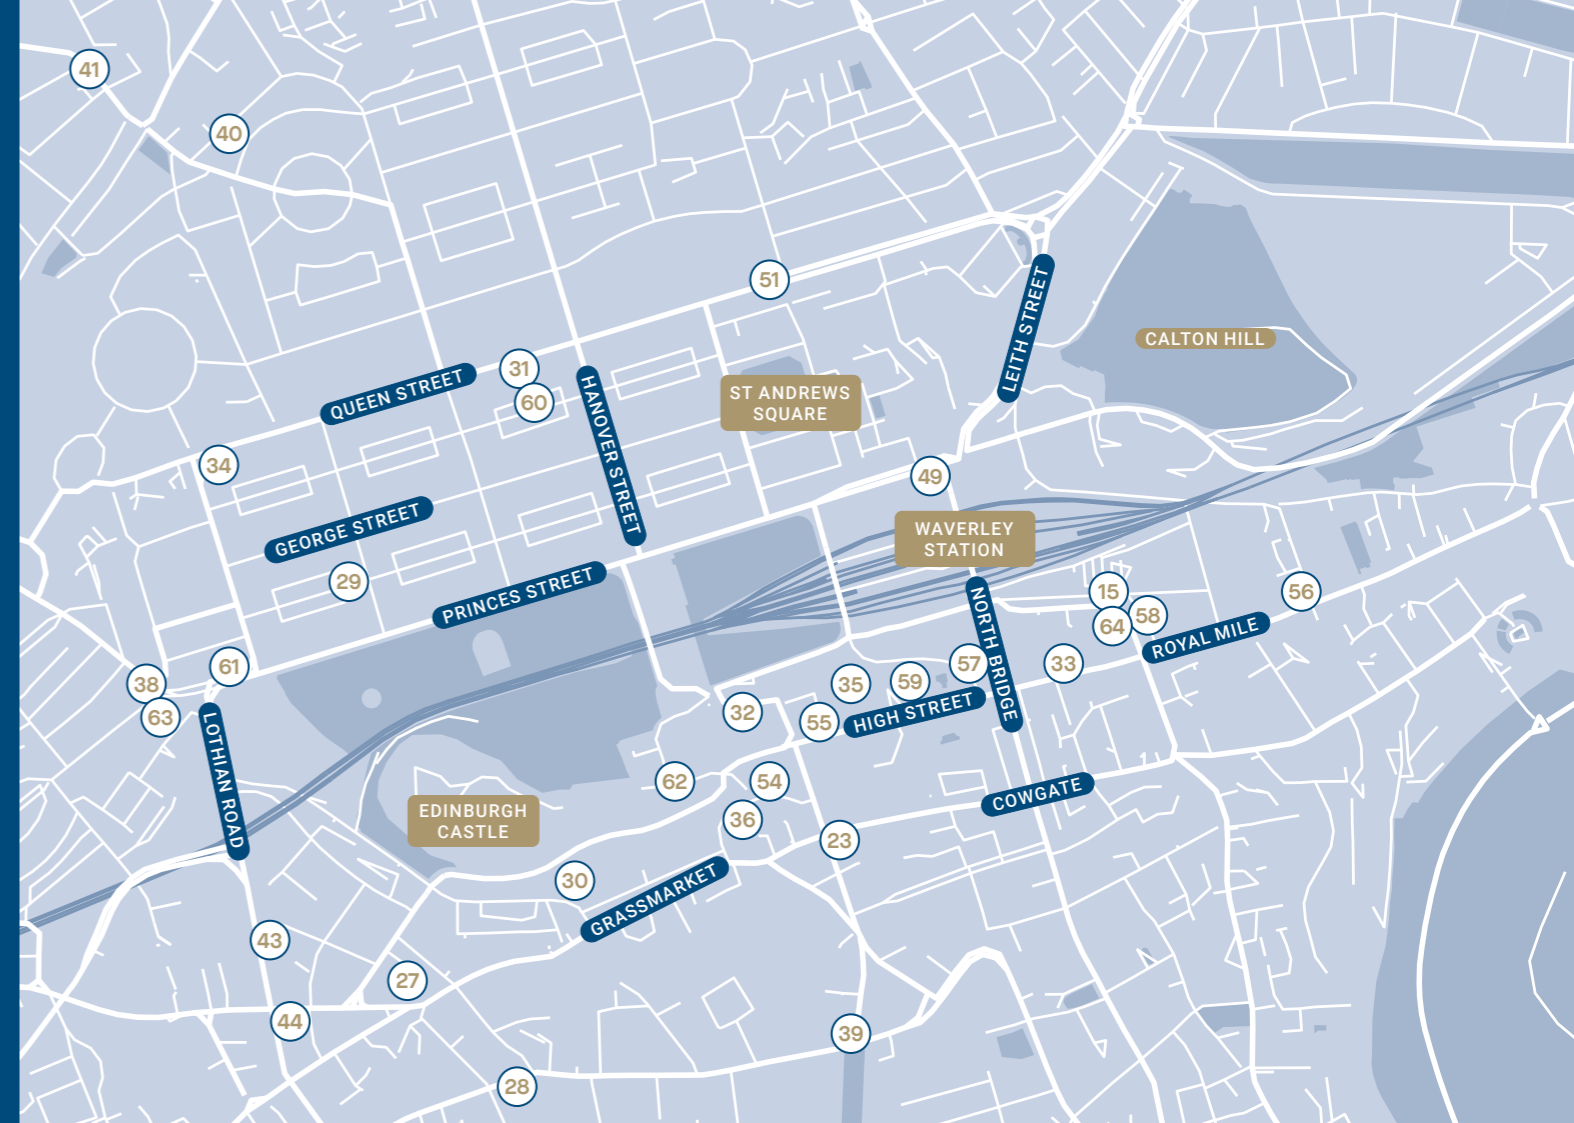 41
40
51
LEITH STREET
CALTON HILL
31
QUEEN STREET
60
HANOVER STREET
ST ANDREWS
SQUARE
34
49
GEORGE STREET
WAVERLEY
STATION
29
PRINCES STREET
15
56
58
64
NORTH BRIDGE
ROYAL MILE
61
57
33
38
35
59
63
32
55
HIGH STREET
LOTHIAN ROAD
62
54
COWGATE
EDINBURGH
CASTLE
36
23
30
GRASSMARKET
43
27
44
39
28